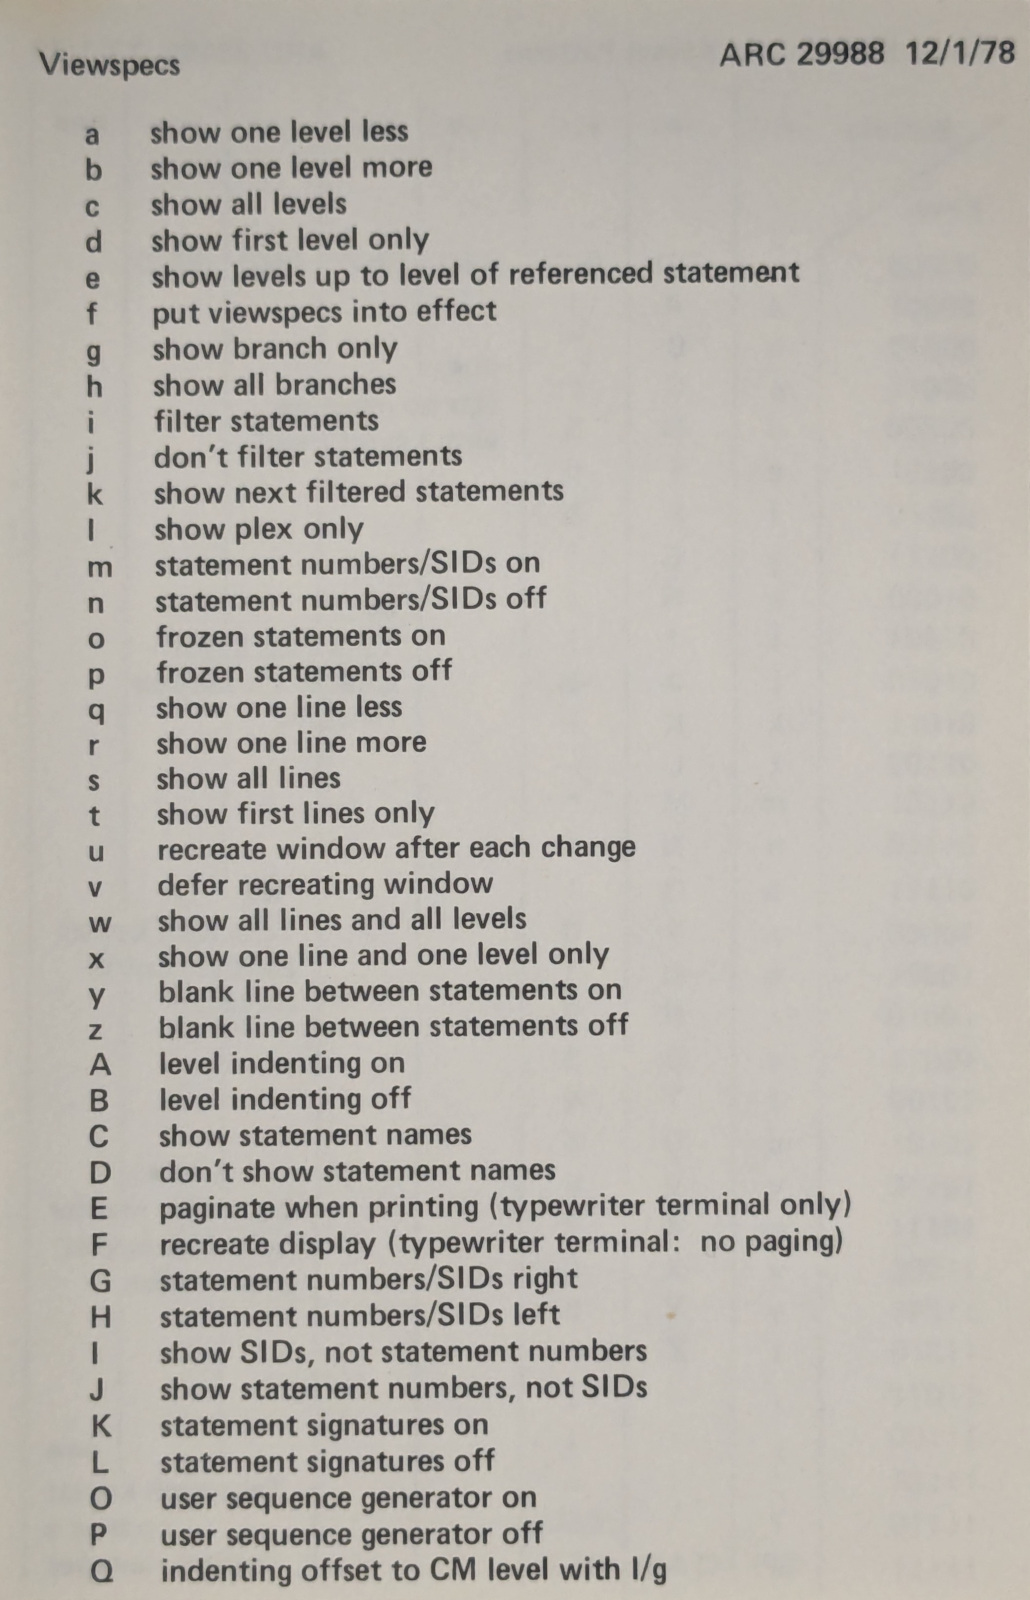 Viewspecs ARC 29988 12/1/78
a show one level less
b show one level more
c show all levels
d show first level only
e show levels up to level of referenced statement
f put viewspecs into effect
g show branch only
h show all branches
i filter statements
j don't filter statements
k show next filtered statements
l show plex only
m statement numbers/SIDs on
n statement numbers/SIDs off
o frozen statements on
p frozen statements off
q show one line less
r show one line more
s show all lines
t show first lines only
u recreate window after each change
v defer recreating window
w show all lines and all levels
x show one line and one level only
y blank line between statements on
z blank line between statements off
A level indenting on
B level indenting off
C show statement names
D don't show statement names
E paginate when printing (typewriter terminal only)
F recreate display (typewriter terminal: no paging)
G statement numbers/SIDs right
H statement numbers/SIDs left
I show SIDs, not statement numbers
J show statement numbers, not SIDs
K statement signatures on
L statement signatures off
O user sequence generator on
P user sequence generator off
Q indenting offset to CM level with l/g